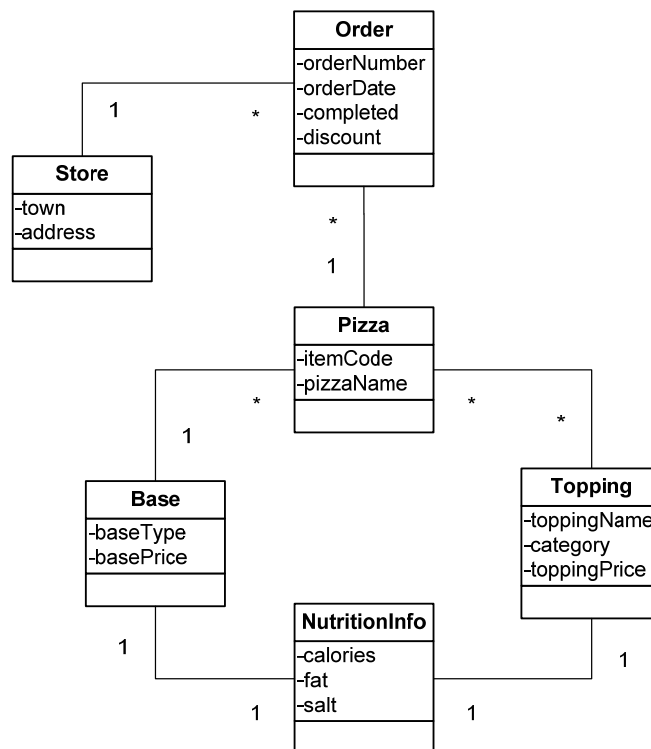 Order
-orderNumber
-orderDate
-completed
-discount
1
*
Store
-town
-address
*
1
Pizza
-itemCode
-pizzaName
*
*
1
*
Base
-baseType
-basePrice
Topping
-toppingName
-category
-toppingPrice
NutritionInfo
-calories
-fat
-salt
1
1
1
1